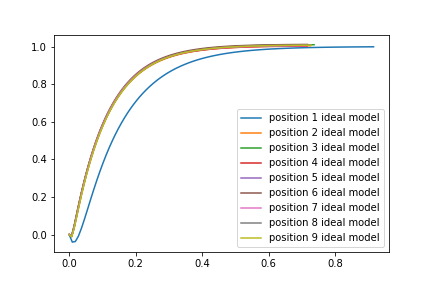 1.0
0.8
0.6
0.4
0.2
0.0
position 1 ideal model
position 2 ideal model
position 3 ideal model
position 4 ideal model
position 5 ideal model
position 6 ideal model
position 7 ideal model
position 8 ideal model
position 9 ideal model
0.0 0.2 0.4 0.6 0.8